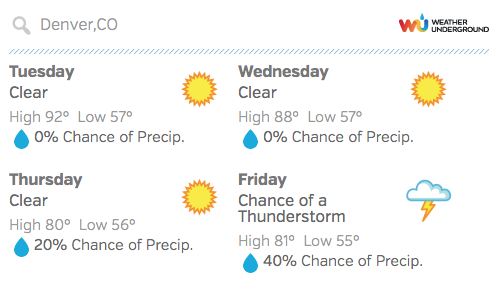 Denver,CO
WU WEATHER
UNDERGROUND
Tuesday
Clear
High 92° Low 57°
0% Chance of Precip.
Wednesday
Clear
High 88° Low 57°
0% Chance of Precip.
Thursday
Clear
High 80° Low 56°
20% Chance of Precip.
Friday
Chance of a
Thunderstorm
High 81° Low 55°
40% Chance of Precip.